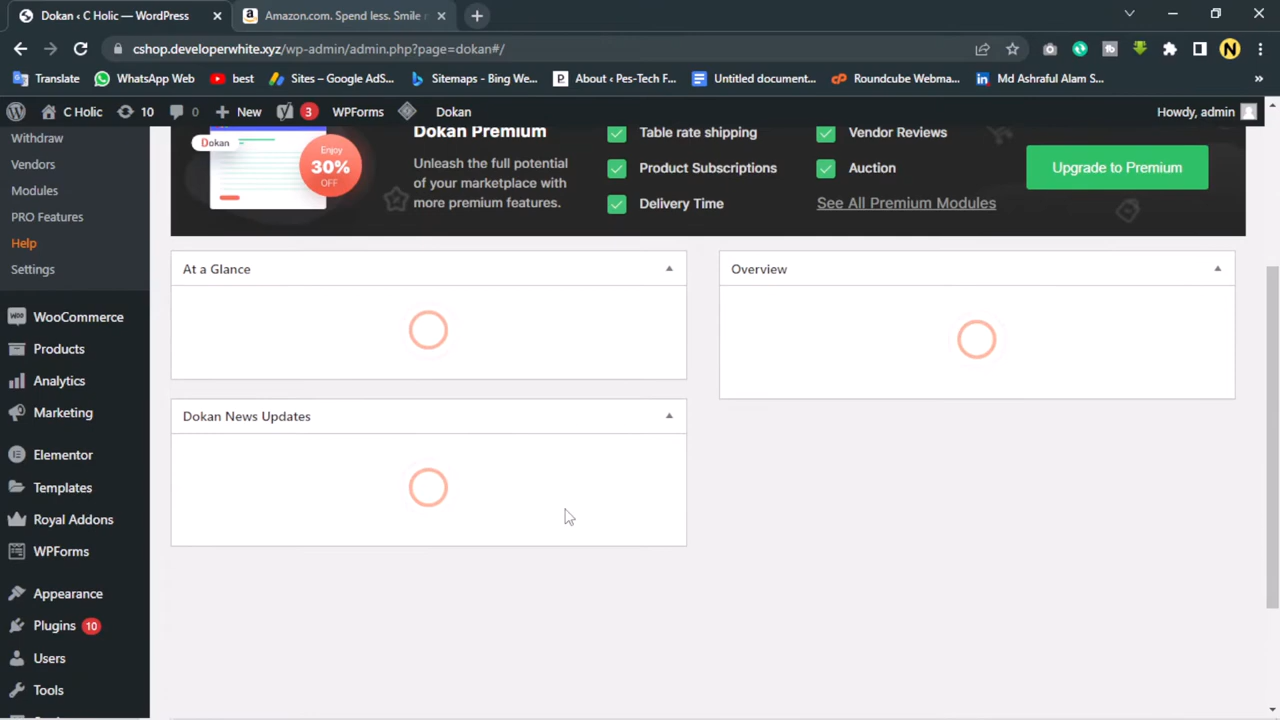 Dokan ‹ C Holic — WordPress
Amazon.com. Spend less. Smile m
cshop.developerwhite.xyz/wp-admin/admin.php?page=dokan#/
N
Translate
WhatsApp Web
best
Sites – Google AdS...
Sitemaps - Bing We...
About ‹ Pes-Tech F...
Untitled document...
Roundcube Webma...
Md Ashraful Alam S...
»
C Holic
10
0
New
3
WPForms
Dokan
Howdy, admin
Withdraw
Vendors
Modules
PRO Features
Help
Settings
WooCommerce
Products
Analytics
Marketing
Elementor
Templates
Royal Addons
WPForms
Appearance
Plugins 10
Users
Tools
Dokan
Enjoy
30%
OFF
Dokan Premium
Unleash the full potential
of your marketplace with
more premium features.
Table rate shipping
Product Subscriptions
Delivery Time
Vendor Reviews
Auction
See All Premium Modules
Upgrade to Premium
At a Glance
Overview
Dokan News Updates